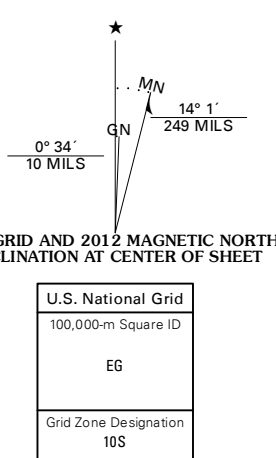 ★
MN
GN
14° 1´
249 MILS
0° 34´
10 MILS
GRID AND 2012 MAGNETIC NORTH
CLINATION AT CENTER OF SHEET
U.S. National Grid
100,000-m Square ID
EG
Grid Zone Designation
10S